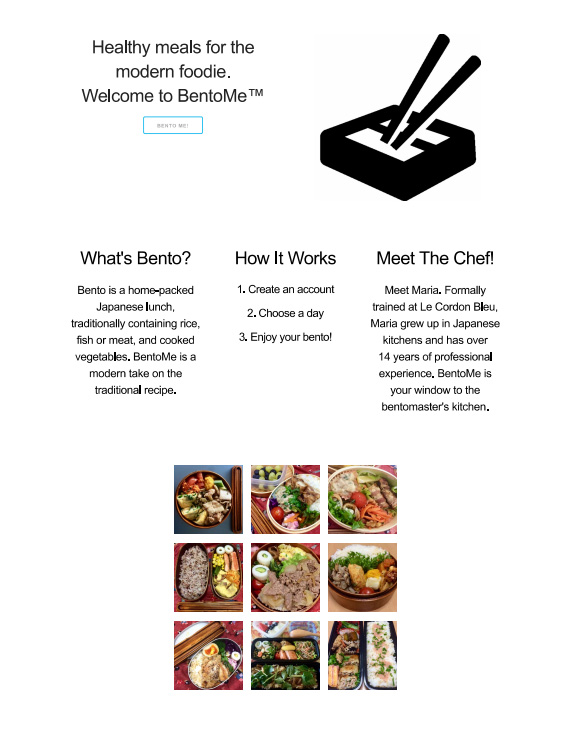 Healthy meals for the
modern foodie.
Welcome to BentoMe™
BENTO ME!
What's Bento?
Bento is a home-packed
Japanese lunch,
traditionally containing rice,
fish or meat, and cooked
vegetables. BentoMe is a
modern take on the
traditional recipe.
How It Works
1. Create an account
2. Choose a day
3. Enjoy your bento!
Meet The Chef!
Meet Maria. Formally
trained at Le Cordon Bleu,
Maria grew up in Japanese
kitchens and has over
14 years of professional
experience. BentoMe is
your window to the
bentomaster's kitchen.